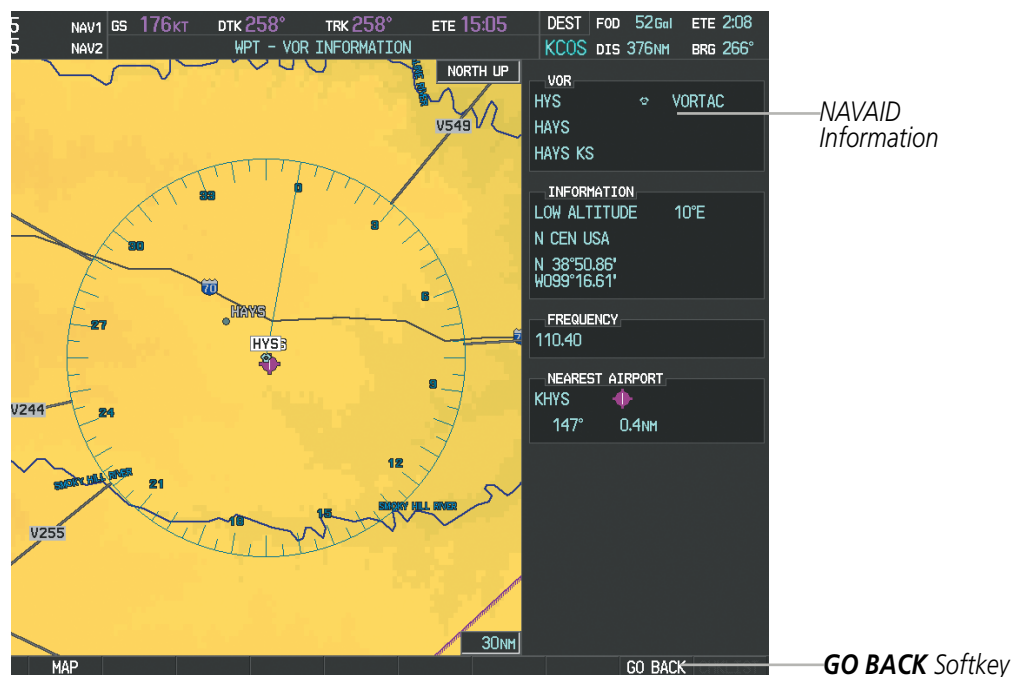 5 NAV1 GS 176KT DTK 258° TRK 258° ETE 15:05 DEST FOD 52Gal ETE 2:08
5 NAV2 WPT - VOR INFORMATION KCOS DIS 376NM BRG 266°
NORTH UP
V549
33
0
3
30
70
HAYS
6
27
HYS
9
V244
24
12
SMOKY HILL RIVER
21
SMOKY HILL RIVER
18
15
V255
30NM
VOR
HYS VORTAC
HAYS
HAYS KS
INFORMATION
LOW ALTITUDE 10°E
N CEN USA
N 38°50.86'
W099°16.61'
FREQUENCY
110.40
NEAREST AIRPORT
KHYS
147° 0.4NM
NAVAID
Information
MAP GO BACK
GO BACK Softkey